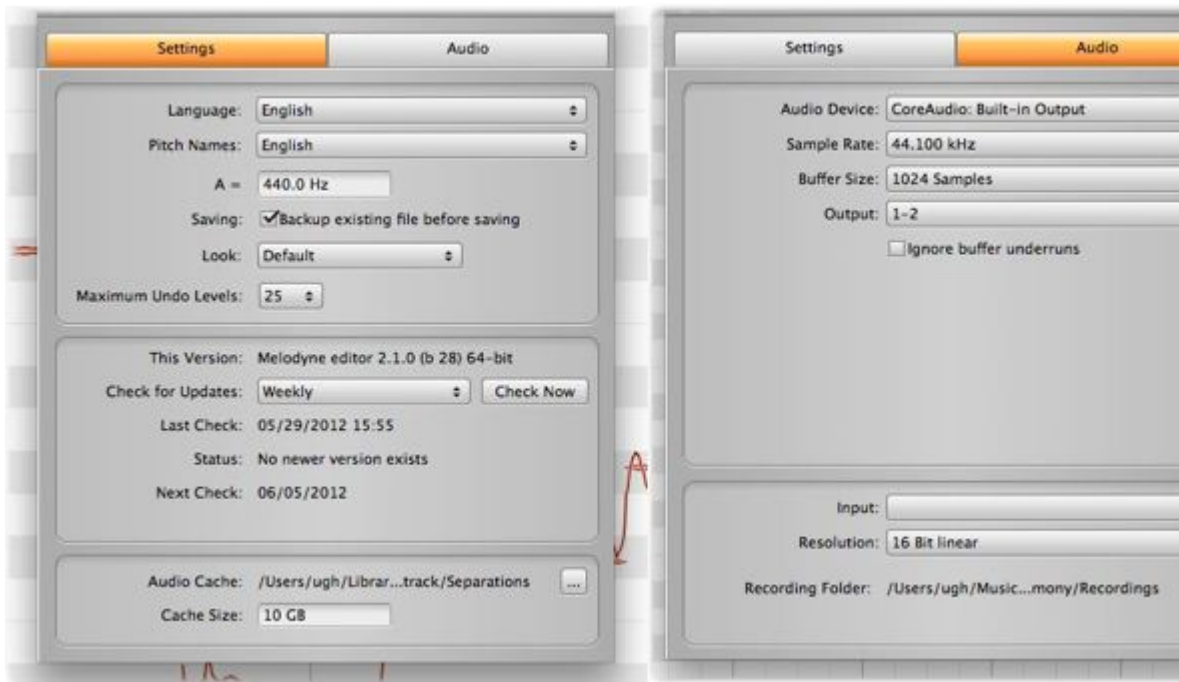 Settings Audio
Language: English
Pitch Names: English
A = 440.0 Hz
Saving: Backup existing file before saving
Look: Default
Maximum Undo Levels: 25
This Version: Melodyne editor 2.1.0 (b 28) 64-bit
Check for Updates: Weekly Check Now
Last Check: 05/29/2012 15:55
Status: No newer version exists
Next Check: 06/05/2012
Audio Cache: /Users/ugh/Librar...track/Separations ...
Cache Size: 10 GB
Settings Audio
Audio Device: CoreAudio: Built-in Output
Sample Rate: 44.100 kHz
Buffer Size: 1024 Samples
Output: 1-2
Ignore buffer underruns
Input:
Resolution: 16 Bit linear
Recording Folder: /Users/ugh/Music...mony/Recordings